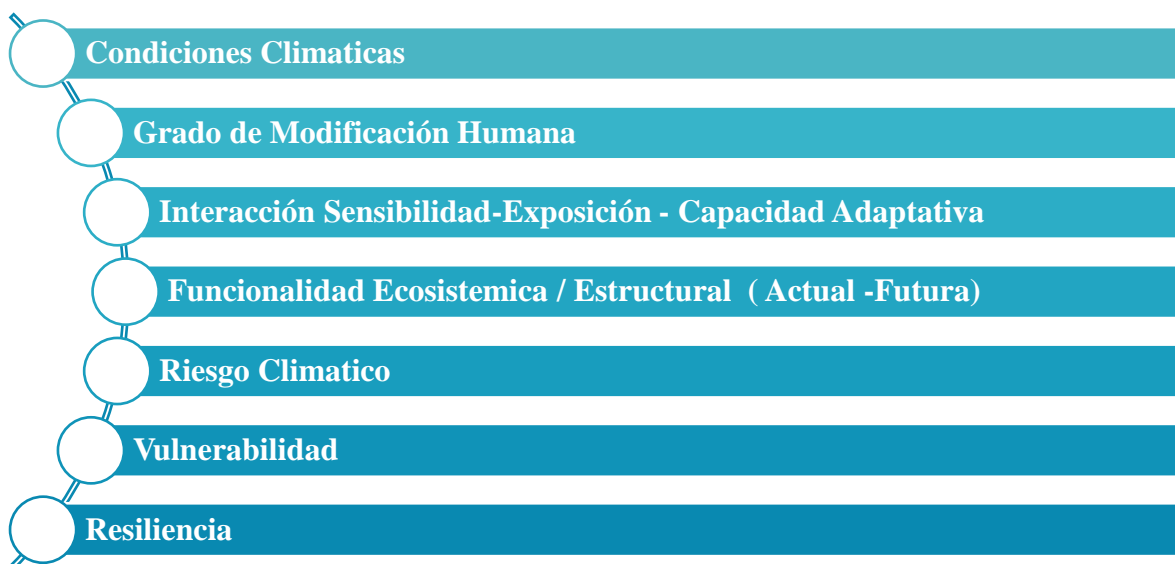 Condiciones Climaticas
Grado de Modificación Humana
Interacción Sensibilidad-Exposición - Capacidad Adaptativa
Funcionalidad Ecosistemica / Estructural ( Actual -Futura)
Riesgo Climatico
Vulnerabilidad
Resiliencia